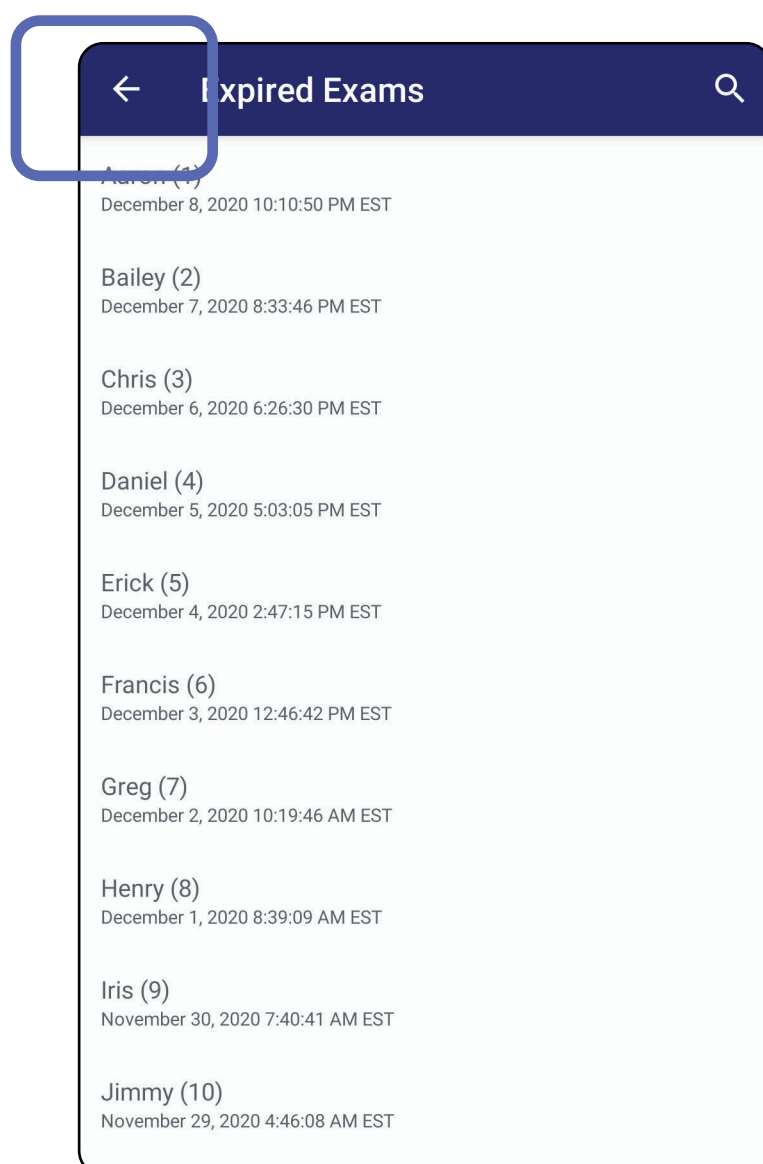 Expired Exams
Aaron (1)
December 8, 2020 10:10:50 PM EST
Bailey (2)
December 7, 2020 8:33:46 PM EST
Chris (3)
December 6, 2020 6:26:30 PM EST
Daniel (4)
December 5, 2020 5:03:05 PM EST
Erick (5)
December 4, 2020 2:47:15 PM EST
Francis (6)
December 3, 2020 12:46:42 PM EST
Greg (7)
December 2, 2020 10:19:46 AM EST
Henry (8)
December 1, 2020 8:39:09 AM EST
Iris (9)
November 30, 2020 7:40:41 AM EST
Jimmy (10)
November 29, 2020 4:46:08 AM EST